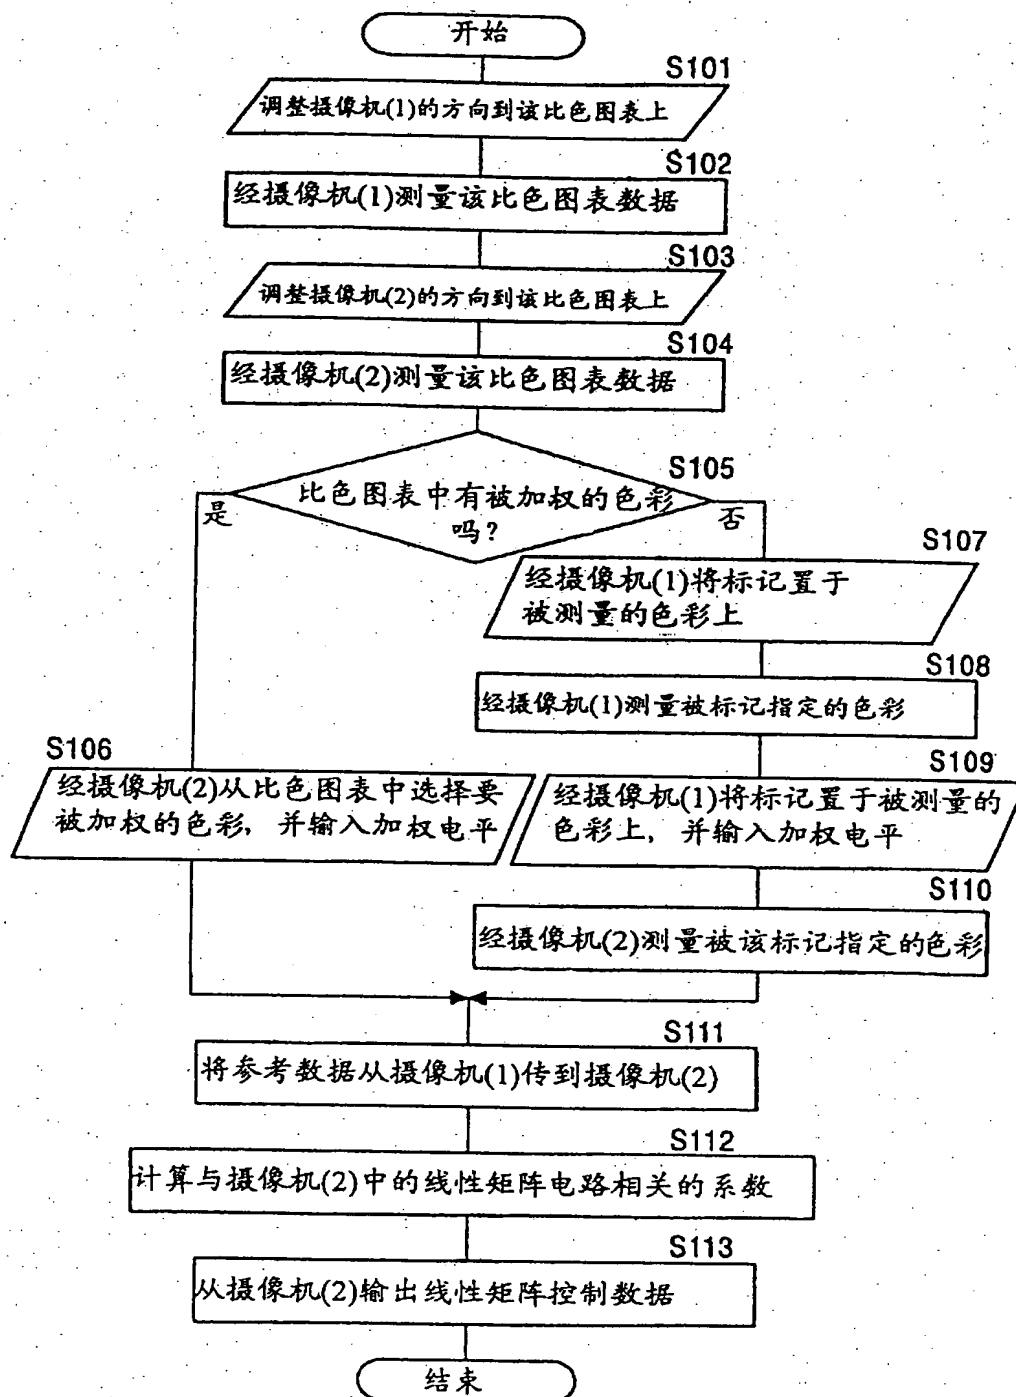 开始
S101
调整摄像机(1)的方向到该比色图表上
S102
经摄像机(1)测量该比色图表数据
S103
调整摄像机(2)的方向到该比色图表上
S104
经摄像机(2)测量该比色图表数据
S105
比色图表中有被加权的色彩
吗?
是
否
S107
经摄像机(1)将标记置于
被测量的色彩上
S108
经摄像机(1)测量被标记指定的色彩
S106
经摄像机(2)从比色图表中选择要
被加权的色彩, 并输入加权电平
S109
经摄像机(1)将标记置于被测量的
色彩上, 并输入加权电平
S110
经摄像机(2)测量被该标记指定的色彩
S111
将参考数据从摄像机(1)传到摄像机(2)
S112
计算与摄像机(2)中的线性矩阵电路相关的系数
S113
从摄像机(2)输出线性矩阵控制数据
结束